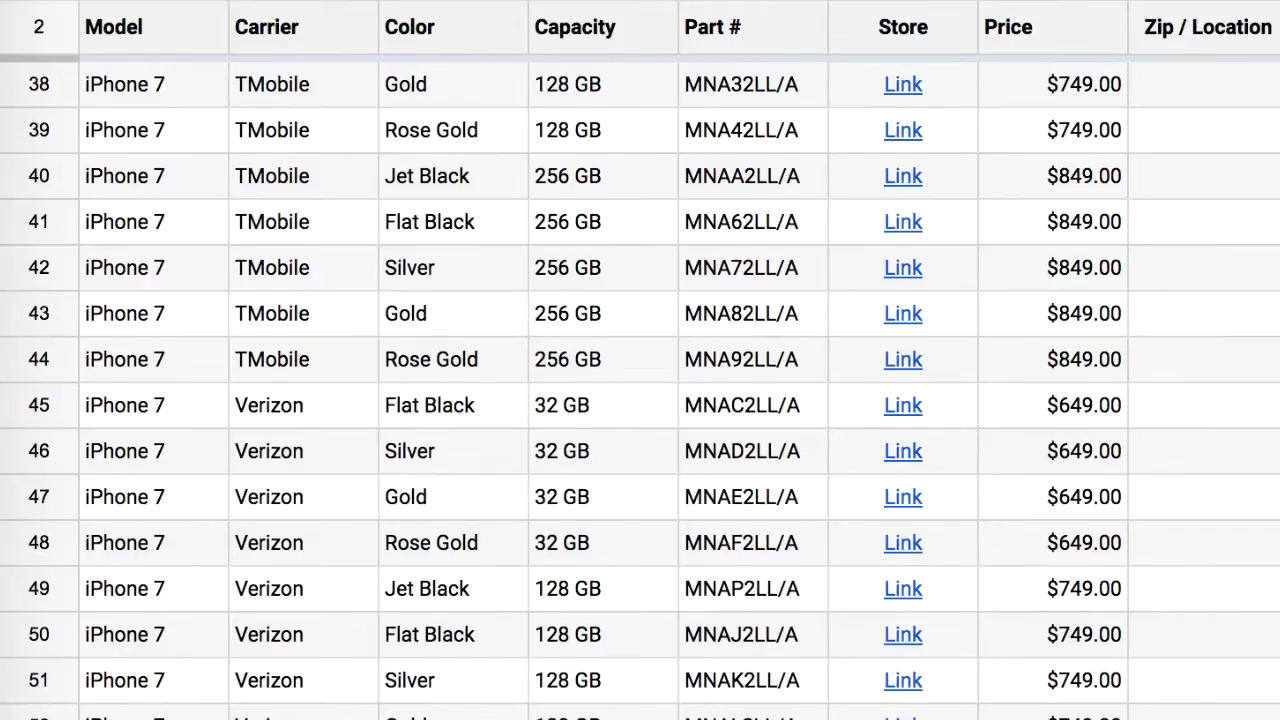 2 Model Carrier Color Capacity Part # Store Price Zip / Location
38 iPhone 7 TMobile Gold 128 GB MNA32LL/A Link $749.00
39 iPhone 7 TMobile Rose Gold 128 GB MNA42LL/A Link $749.00
40 iPhone 7 TMobile Jet Black 256 GB MNAA2LL/A Link $849.00
41 iPhone 7 TMobile Flat Black 256 GB MNA62LL/A Link $849.00
42 iPhone 7 TMobile Silver 256 GB MNA72LL/A Link $849.00
43 iPhone 7 TMobile Gold 256 GB MNA82LL/A Link $849.00
44 iPhone 7 TMobile Rose Gold 256 GB MNA92LL/A Link $849.00
45 iPhone 7 Verizon Flat Black 32 GB MNAC2LL/A Link $649.00
46 iPhone 7 Verizon Silver 32 GB MNAD2LL/A Link $649.00
47 iPhone 7 Verizon Gold 32 GB MNAE2LL/A Link $649.00
48 iPhone 7 Verizon Rose Gold 32 GB MNAF2LL/A Link $649.00
49 iPhone 7 Verizon Jet Black 128 GB MNAP2LL/A Link $749.00
50 iPhone 7 Verizon Flat Black 128 GB MNAJ2LL/A Link $749.00
51 iPhone 7 Verizon Silver 128 GB MNAK2LL/A Link $749.00